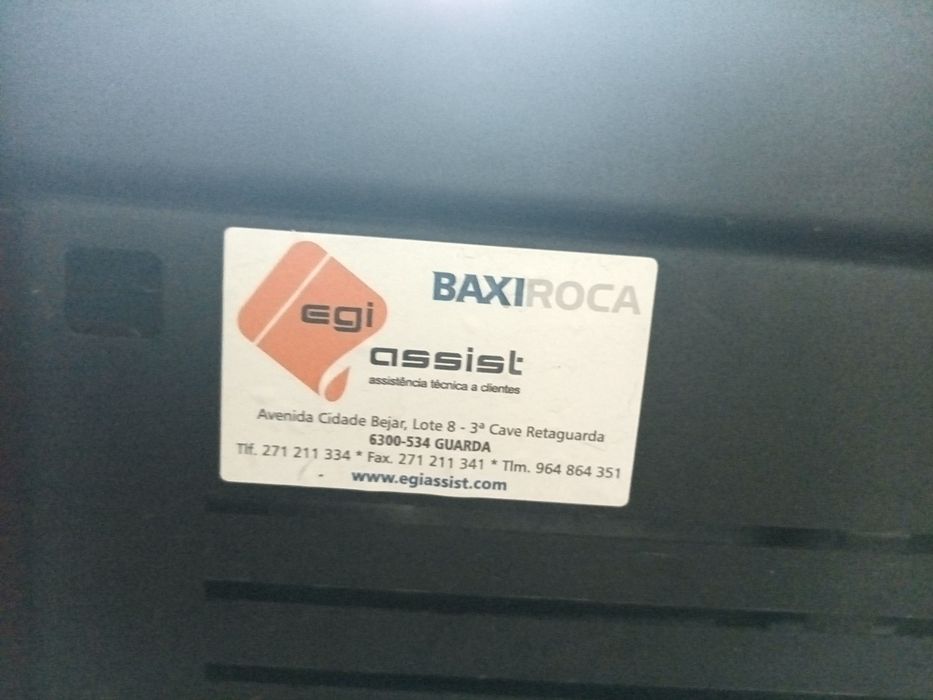 BAXIROCA
egi
assist
assistência técnica a clientes
Avenida Cidade Bejar, Lote 8 - 3ª Cave Retaguarda
6300-534 GUARDA
Tlf. 271 211 334 * Fax. 271 211 341 * Tlm. 964 864 351
www.egiassist.com